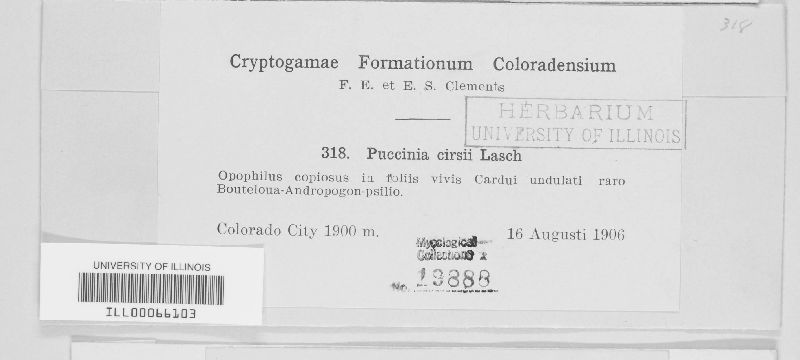 318
Cryptogamae Formationum Coloradensium
F. E. et E. S. Clements
HERBARIUM
UNIVERSITY OF ILLINOIS
318. Puccinia cirsii Lasch
Opophilus copiosus in foliis vivis Cardui undulati raro
Bouteloua-Andropogon-psilio.
Colorado City 1900 m.
16 Augusti 1906
Mycological
Collections
No. 13888
UNIVERSITY OF ILLINOIS
ILL00066103